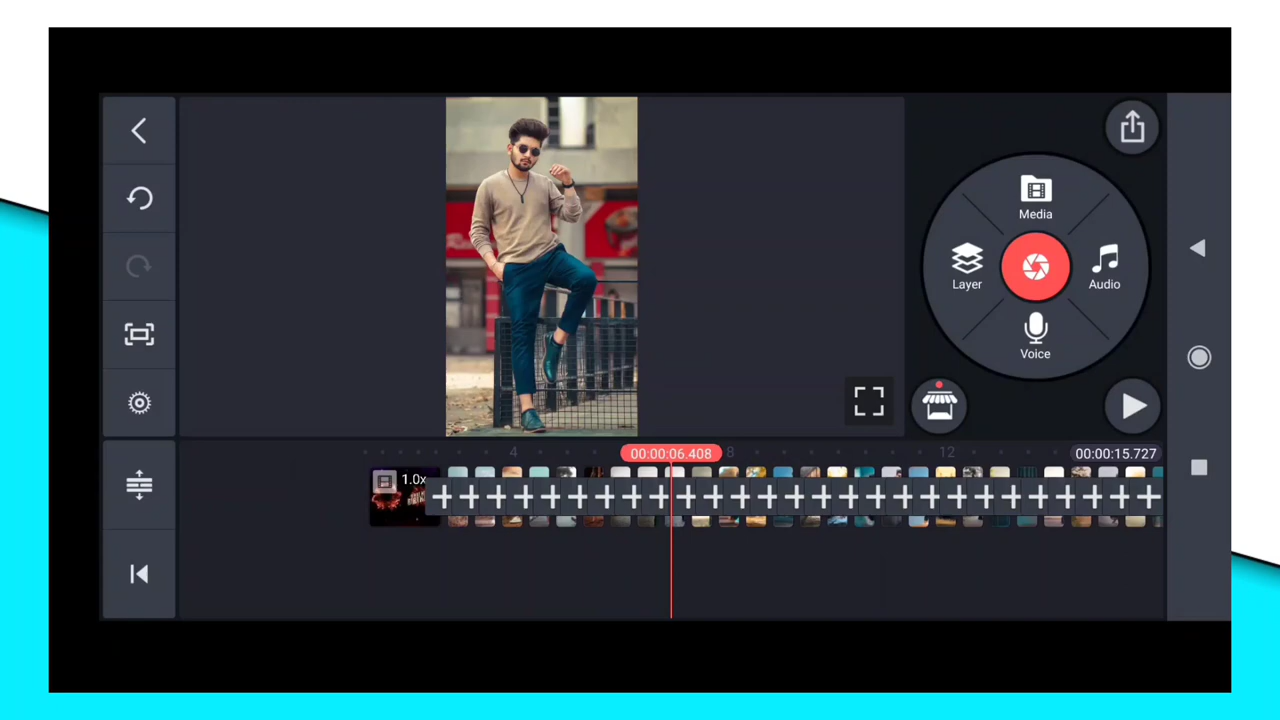 Media
Layer
Audio
Voice
4
00:00:06.408
8
12
00:00:15.727
1.0x